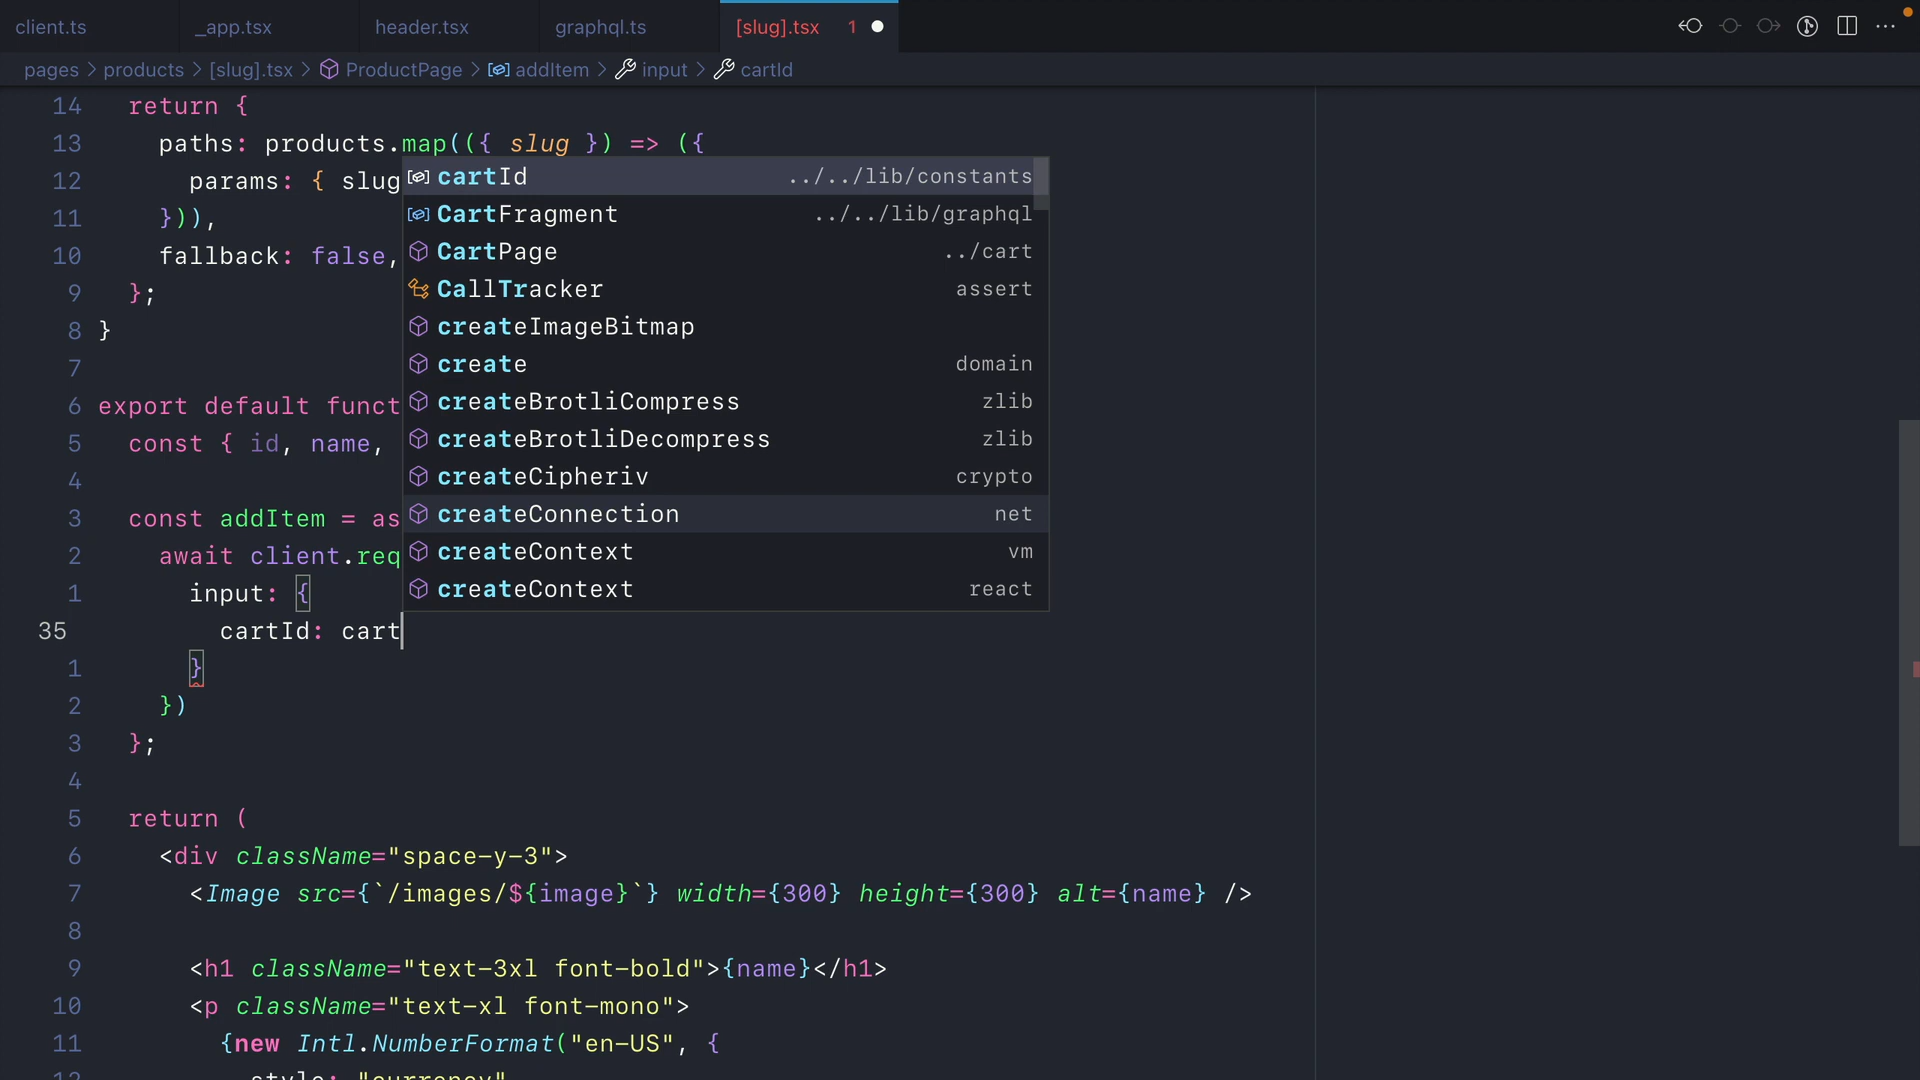 client.ts
_app.tsx
header.tsx
graphql.ts
[slug].tsx 1
pages > products > [slug].tsx > ProductPage > addItem > input > cartId
14 return {
13 paths: products.map(({ slug }) => ({
12 params: { slug
11 })),
10 fallback: false,
9 };
8 }
7
6 export default funct
5 const { id, name,
4
3 const addItem = as
2 await client.req
1 input: {
35 cartId: cart
1 }
2 })
3 };
4
5 return (
6 <div className="space-y-3">
7 <Image src={`/images/${image}`} width={300} height={300} alt={name} />
8
9 <h1 className="text-3xl font-bold">{name}</h1>
10 <p className="text-xl font-mono">
11 {new Intl.NumberFormat("en-US", {
12 style: "currency",
cartId ../../lib/constants
CartFragment ../../lib/graphql
CartPage ../cart
CallTracker assert
createImageBitmap
create domain
createBrotliCompress zlib
createBrotliDecompress zlib
createCipheriv crypto
createConnection net
createContext vm
createContext react